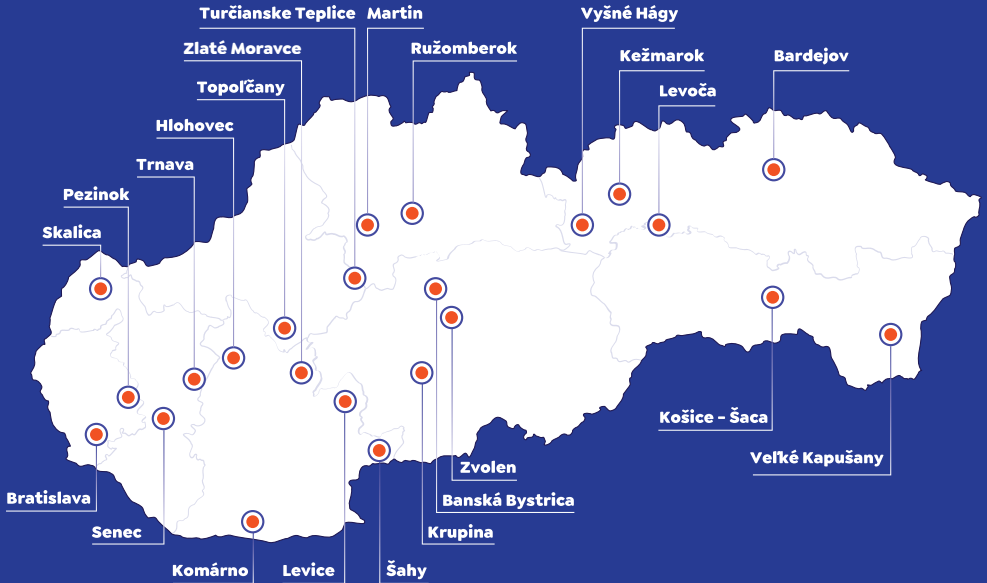 Turčianske Teplice
Martin
Vyšné Hágy
Zlaté Moravce
Ružomberok
Kežmarok
Bardejov
Topoľčany
Levoča
Hlohovec
Trnava
Pezinok
Skalica
Košice - Šaca
Veľké Kapušany
Zvolen
Bratislava
Banská Bystrica
Senec
Krupina
Komárno
Levice
Šahy